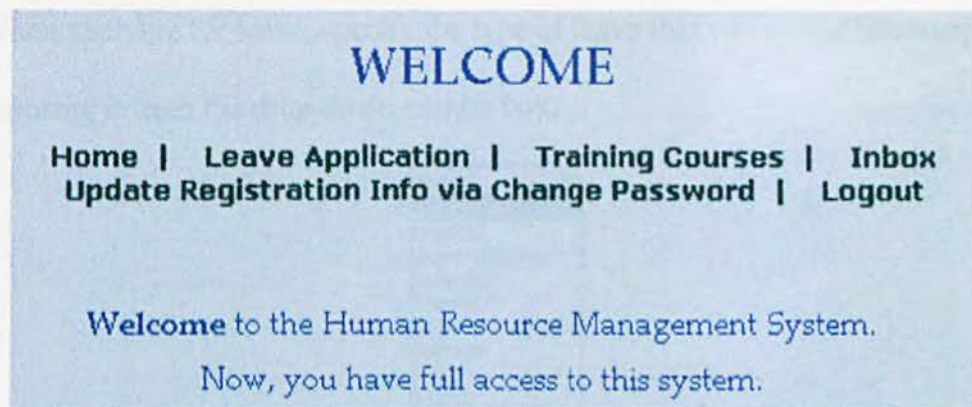 WELCOME
Home | Leave Application | Training Courses | Inbox
Update Registration Info via Change Password | Logout
Welcome to the Human Resource Management System.
Now, you have full access to this system.